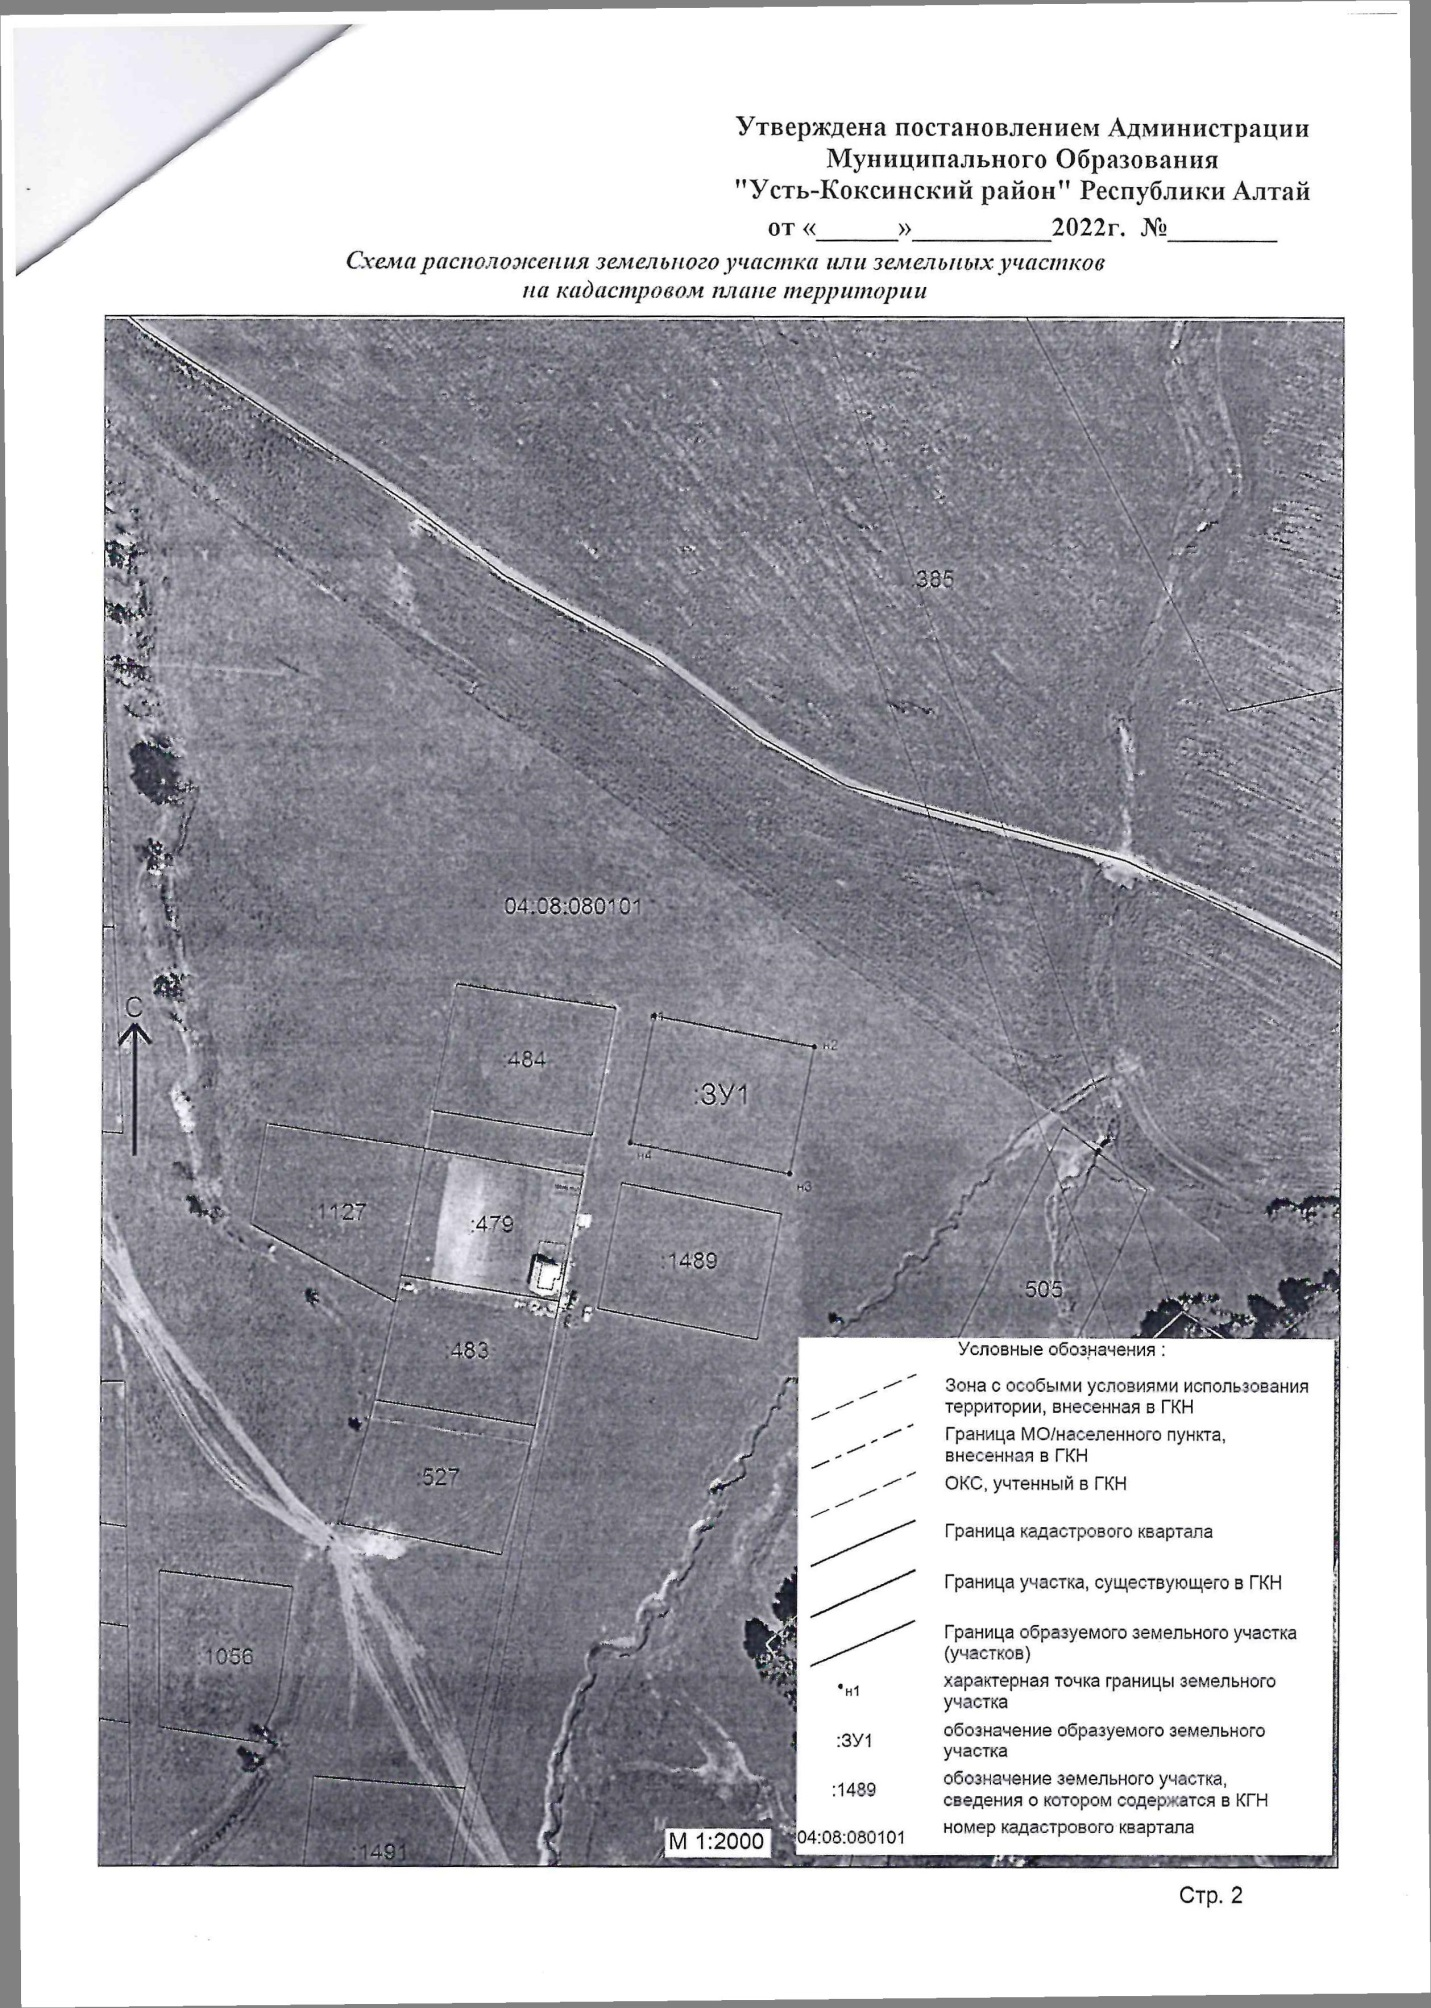 Утверждена постановлением Администрации
Муниципального Образования
"Усть-Коксинский район" Республики Алтай
от «______»__________2022г. №________
Схема расположения земельного участка или земельных участков
на кадастровом плане территории
:385
04:08:080101
С
:484
н1
н2
:ЗУ1
н4
н3
:1127
:479
:1489
505
:483
:527
:1056
:1491
Условные обозначения :
Зона с особыми условиями использования
территории, внесенная в ГКН
Граница МО/населенного пункта,
внесенная в ГКН
ОКС, учтенный в ГКН
Граница кадастрового квартала
Граница участка, существующего в ГКН
Граница образуемого земельного участка
(участков)
н1 характерная точка границы земельного
участка
:ЗУ1 обозначение образуемого земельного
участка
:1489 обозначение земельного участка,
сведения о котором содержатся в КГН
04:08:080101 номер кадастрового квартала
М 1:2000
Стр. 2